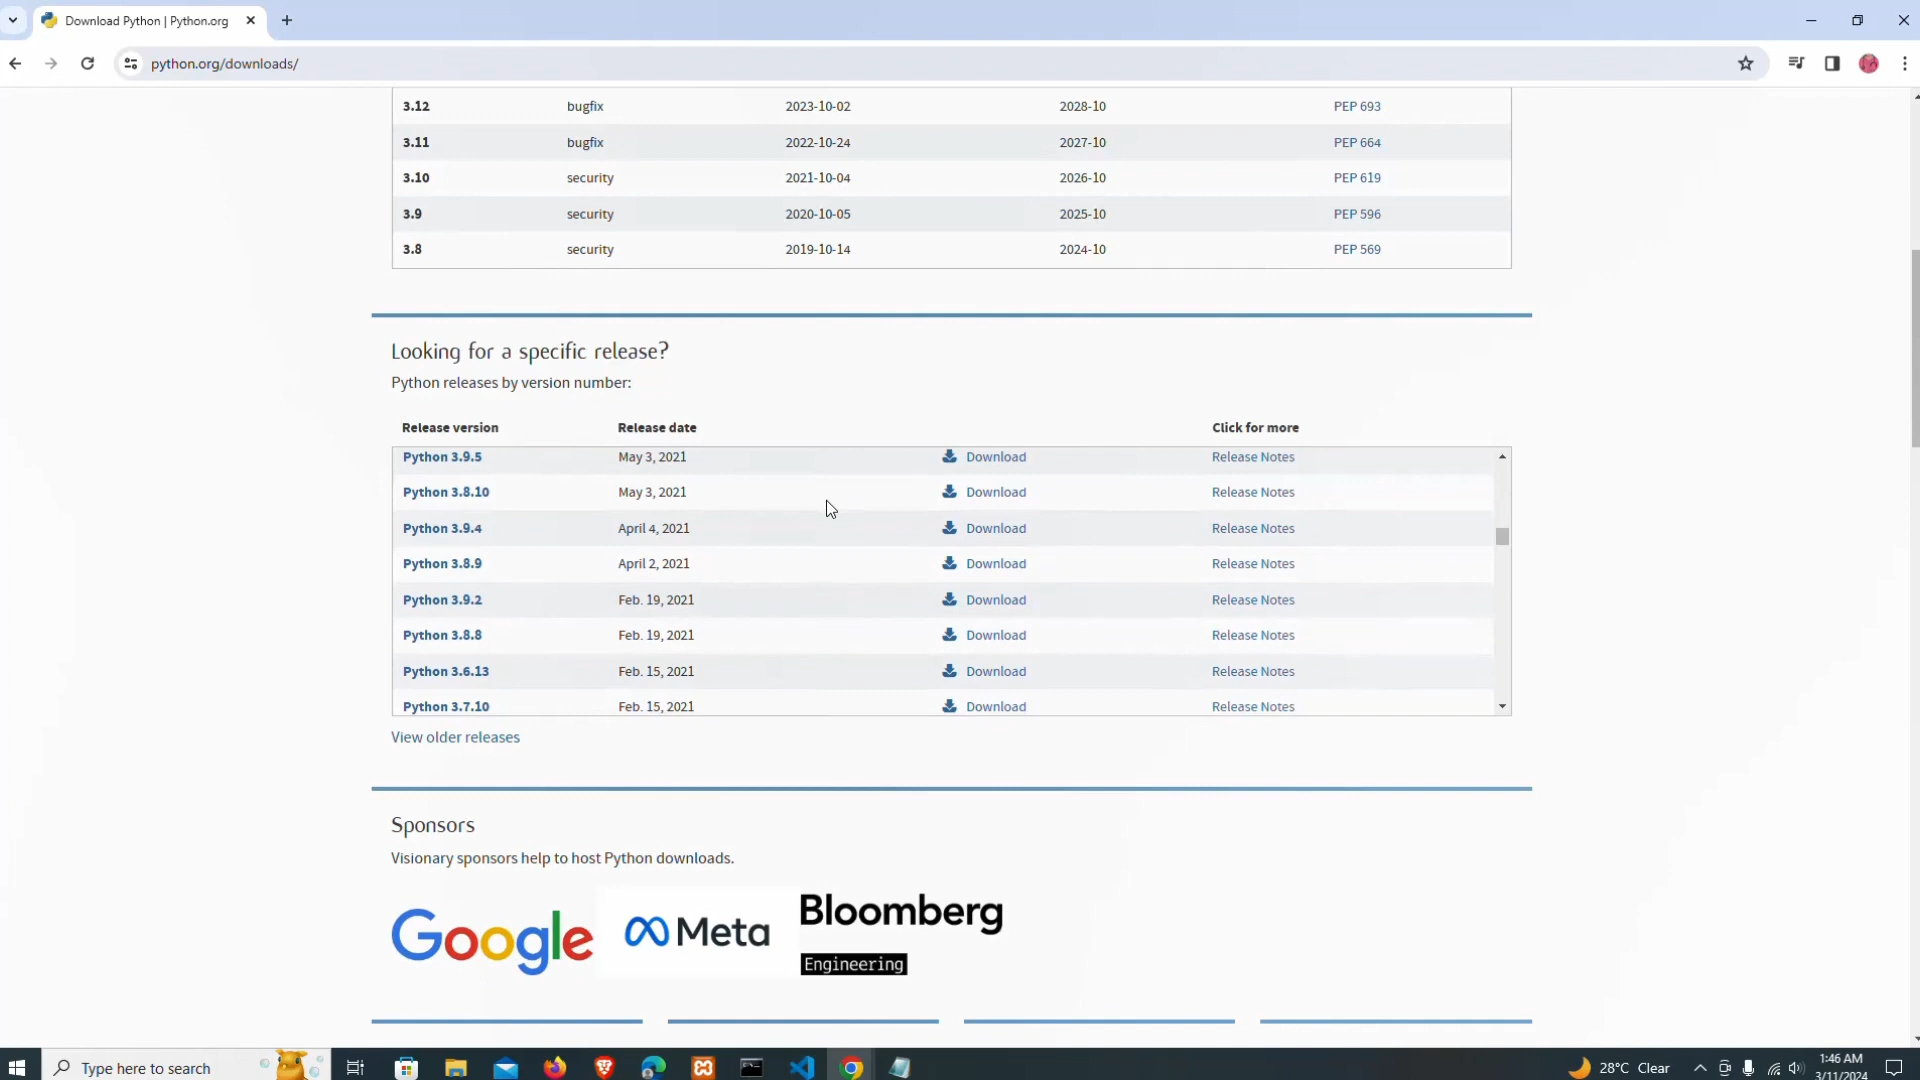 Download Python | Python.org
python.org/downloads/
3.12 bugfix 2023-10-02 2028-10 PEP 693
3.11 bugfix 2022-10-24 2027-10 PEP 664
3.10 security 2021-10-04 2026-10 PEP 619
3.9 security 2020-10-05 2025-10 PEP 596
3.8 security 2019-10-14 2024-10 PEP 569
Looking for a specific release?
Python releases by version number:
Release version Release date Click for more
Python 3.9.5 May 3, 2021 Download Release Notes
Python 3.8.10 May 3, 2021 Download Release Notes
Python 3.9.4 April 4, 2021 Download Release Notes
Python 3.8.9 April 2, 2021 Download Release Notes
Python 3.9.2 Feb. 19, 2021 Download Release Notes
Python 3.8.8 Feb. 19, 2021 Download Release Notes
Python 3.6.13 Feb. 15, 2021 Download Release Notes
Python 3.7.10 Feb. 15, 2021 Download Release Notes
View older releases
Sponsors
Visionary sponsors help to host Python downloads.
Google Meta Bloomberg
Engineering
Type here to search 28°C Clear 1:46 AM
3/11/2024